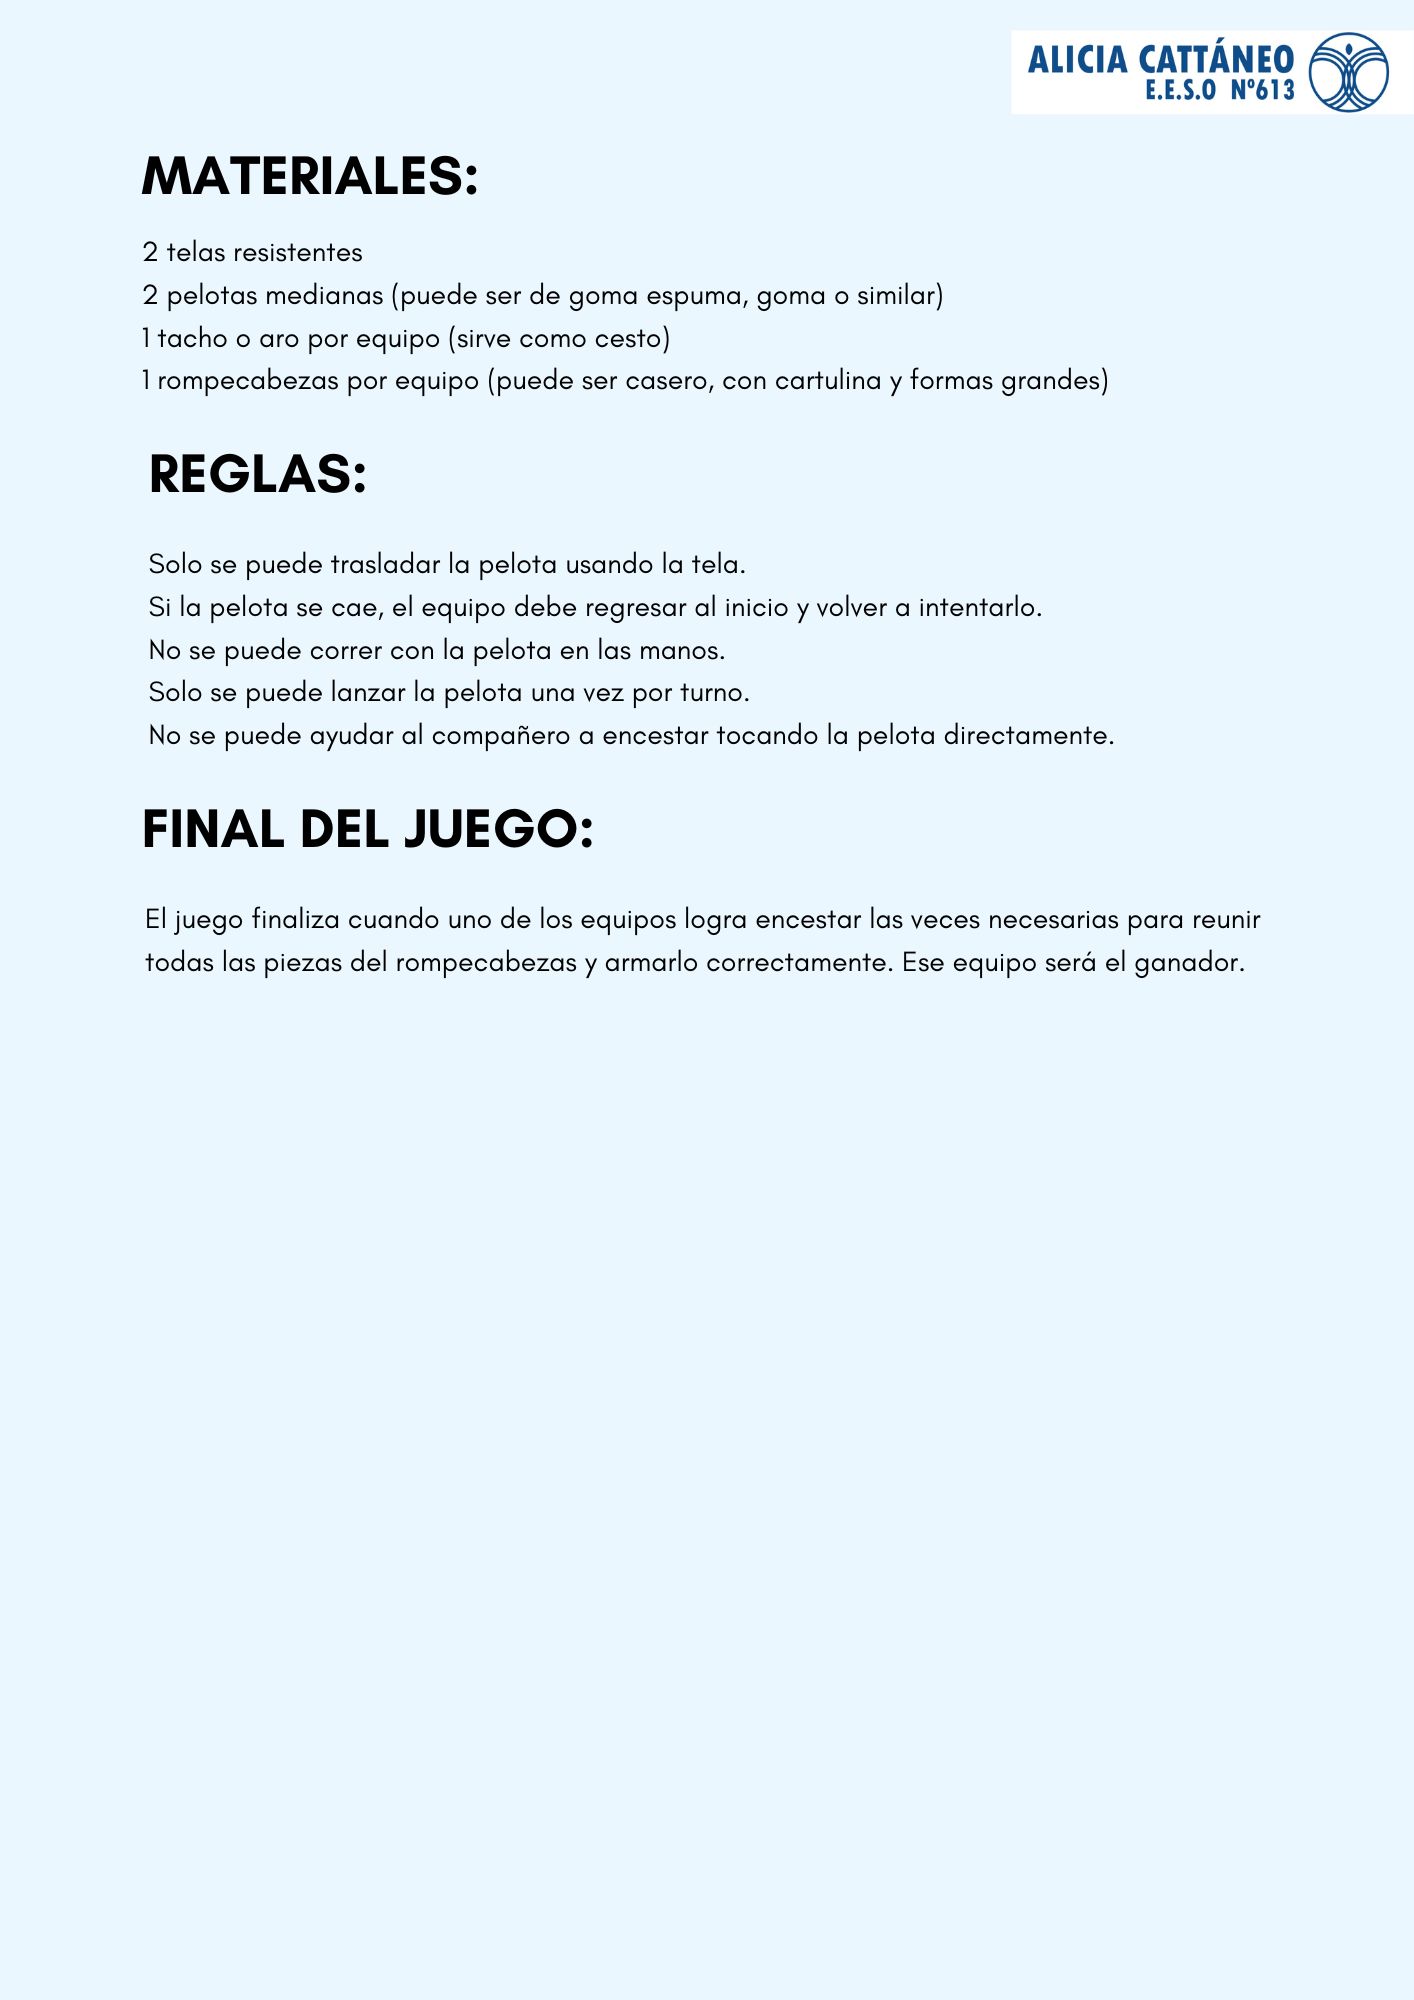 ALICIA CATTÁNEO
E.E.S.O Nº613
MATERIALES:
2 telas resistentes
2 pelotas medianas (puede ser de goma espuma, goma o similar)
1 tacho o aro por equipo (sirve como cesto)
1 rompecabezas por equipo (puede ser casero, con cartulina y formas grandes)
REGLAS:
Solo se puede trasladar la pelota usando la tela.
Si la pelota se cae, el equipo debe regresar al inicio y volver a intentarlo.
No se puede correr con la pelota en las manos.
Solo se puede lanzar la pelota una vez por turno.
No se puede ayudar al compañero a encestar tocando la pelota directamente.
FINAL DEL JUEGO:
El juego finaliza cuando uno de los equipos logra encestar las veces necesarias para reunir
todas las piezas del rompecabezas y armarlo correctamente. Ese equipo será el ganador.